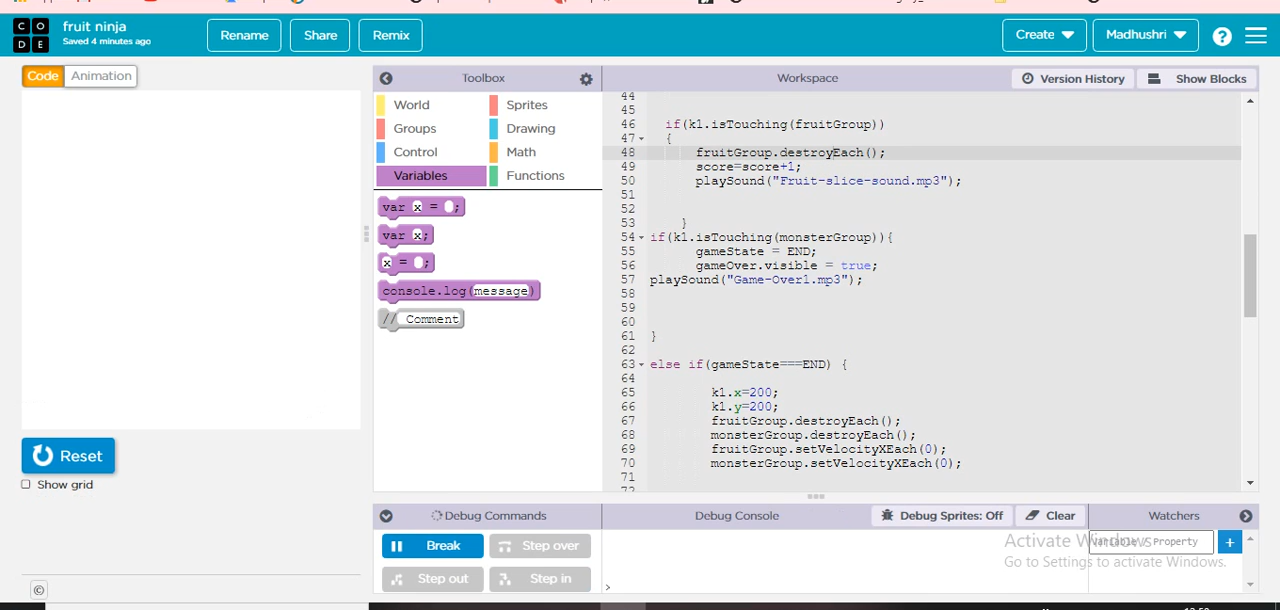 CO
DE
fruit ninja
Saved 4 minutes ago
Rename
Share
Remix
Create
Madhushri
?
Code
Animation
Toolbox
Workspace
Version History
Show Blocks
World
Sprites
Groups
Drawing
Control
Math
Variables
Functions
var x = ;
var x;
x = ;
console.log(message)
// Comment
44
45
46 if(k1.isTouching(fruitGroup))
47 {
48 fruitGroup.destroyEach();
49 score=score+1;
50 playSound("Fruit-slice-sound.mp3");
51
52
53 }
54 if(k1.isTouching(monsterGroup)){
55 gameState = END;
56 gameOver.visible = true;
57 playSound("Game-Over1.mp3");
58
59
60
61 }
62
63 else if(gameState===END) {
64
65 k1.x=200;
66 k1.y=200;
67 fruitGroup.destroyEach();
68 monsterGroup.destroyEach();
69 fruitGroup.setVelocityXEach(0);
70 monsterGroup.setVelocityXEach(0);
71
Reset
Show grid
Debug Commands
Debug Console
Debug Sprites: Off
Clear
Watchers
Break
Step over
Step out
Step in
>
Variable / Property
+
Activate Windows
Go to Settings to activate Windows.
©